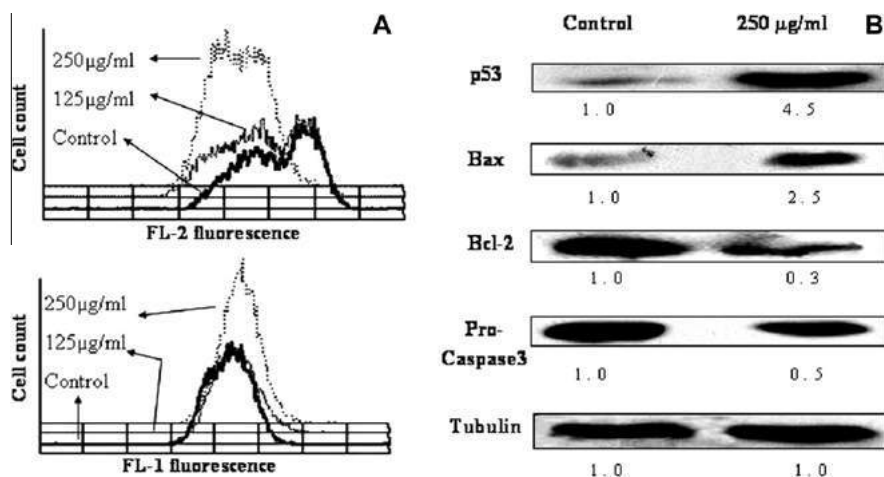 A
250µg/ml
125µg/ml
Control
Cell count
FL-2 fluorescence
250µg/ml
125µg/ml
Control
Cell count
FL-1 fluorescence
Control 250 µg/ml B
p53
1.0 4.5
Bax
1.0 2.5
Bcl-2
1.0 0.3
Pro-
Caspase3
1.0 0.5
Tubulin
1.0 1.0